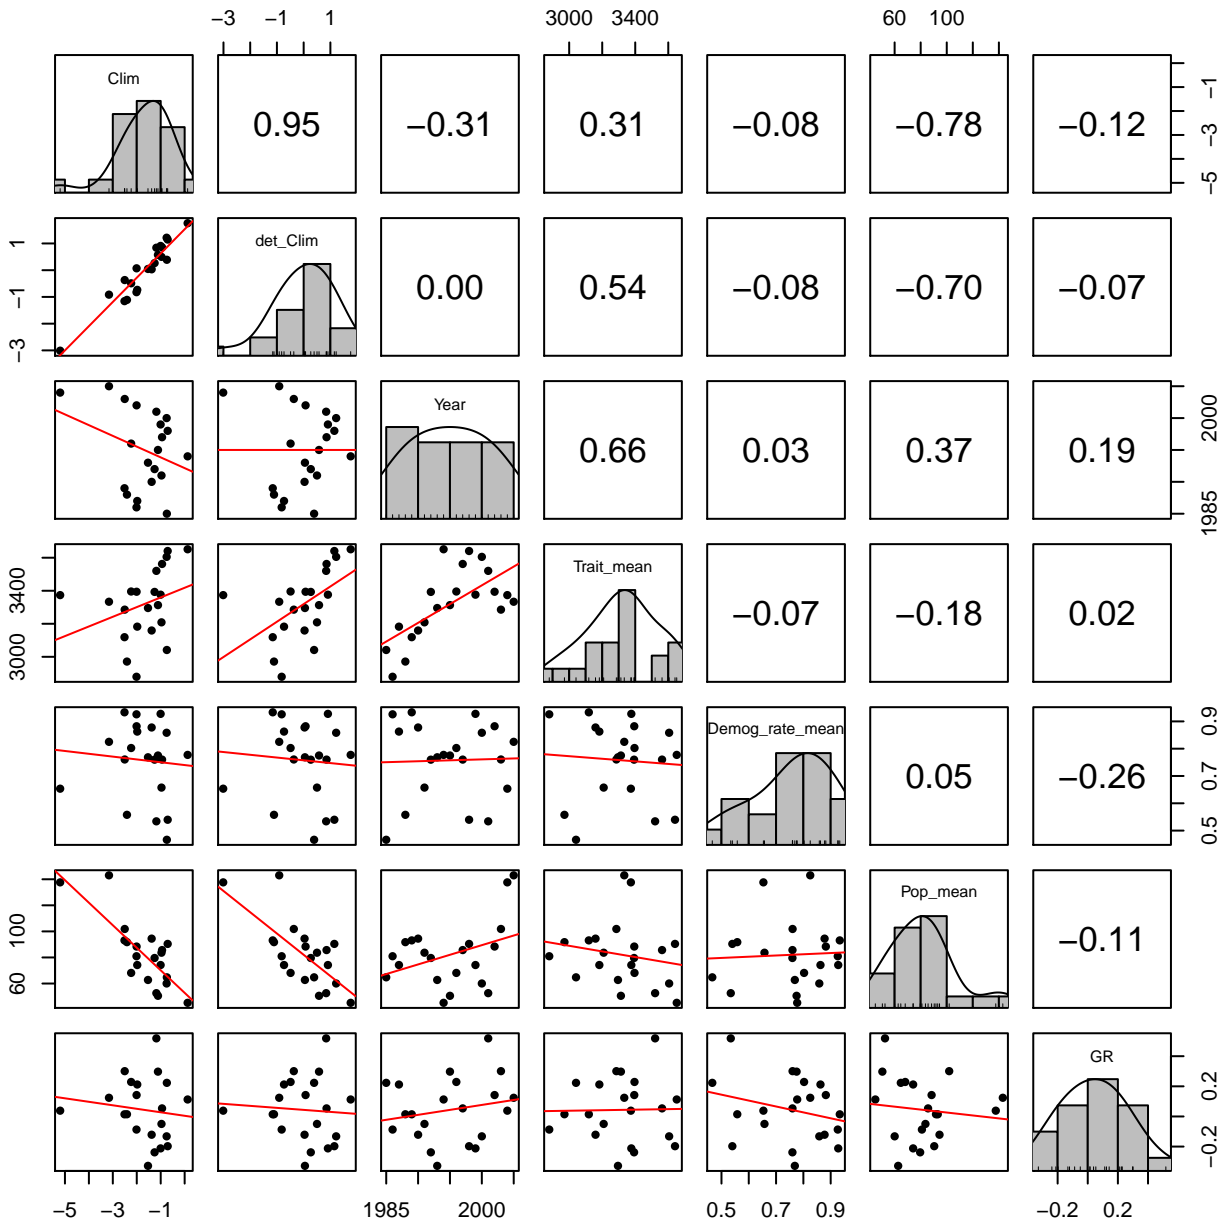 −3 −1 1 3000 3400 60 100
Clim 0.95 −0.31 0.31 −0.08 −0.78 −0.12 −5 −3 −1
−3 −1 1 det_Clim 0.00 0.54 −0.08 −0.70 −0.07
Year 0.66 0.03 0.37 0.19 1985 2000
3000 3400 Trait_mean −0.07 −0.18 0.02
Demog_rate_mean 0.05 −0.26 0.5 0.7 0.9
60 100 Pop_mean −0.11
GR −0.2 0.2
−5 −3 −1 1985 2000 0.5 0.7 0.9 −0.2 0.2